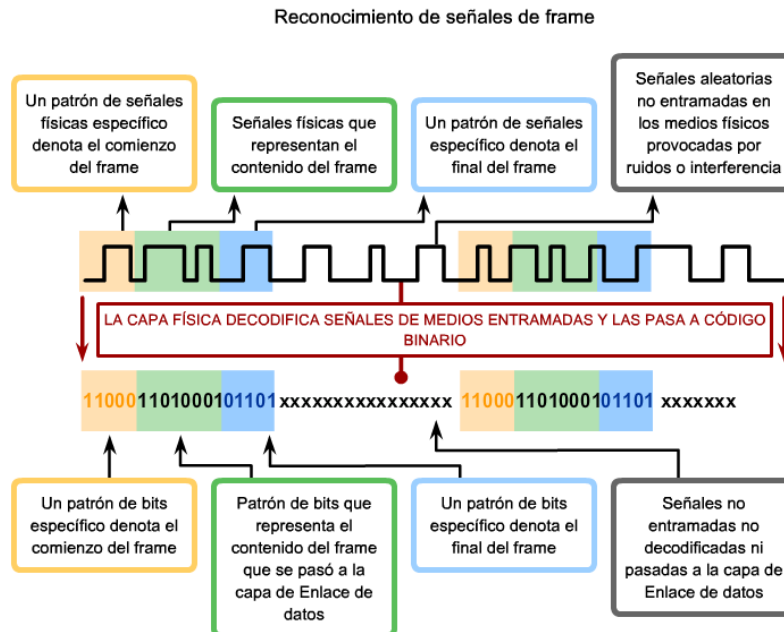 Reconocimiento de señales de frame
Un patrón de señales
físicas específico
denota el comienzo
del frame
Señales físicas que
representan el
contenido del frame
Un patrón de señales
específico denota el
final del frame
Señales aleatorias
no entramadas en
los medios físicos
provocadas por
ruidos o interferencia
LA CAPA FÍSICA DECODIFICA SEÑALES DE MEDIOS ENTRAMADAS Y LAS PASA A CÓDIGO
BINARIO
110001101000101101 xxxxxxxxxxxxxxxx 110001101000101101 xxxxxxx
Un patrón de bits
específico denota el
comienzo del frame
Patrón de bits que
representa el
contenido del frame
que se pasó a la
capa de Enlace de
datos
Un patrón de bits
específico denota el
final del frame
Señales no
entramadas no
decodificadas ni
pasadas a la capa de
Enlace de datos